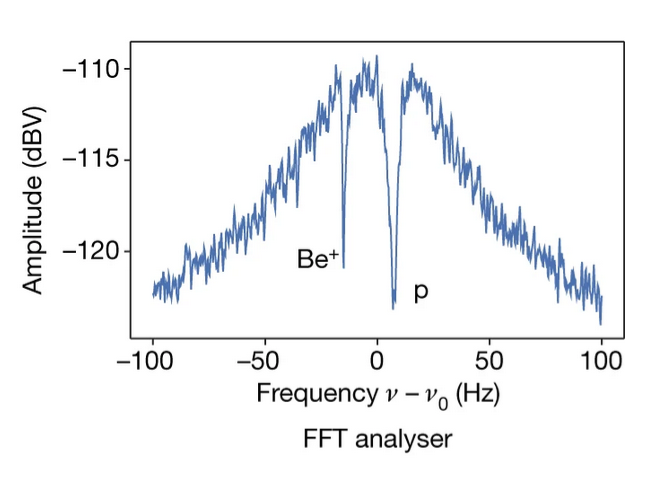 Amplitude (dBV)
−110
−115
−120
Be⁺
p
−100 −50 0 50 100
Frequency ν − ν₀ (Hz)
FFT analyser